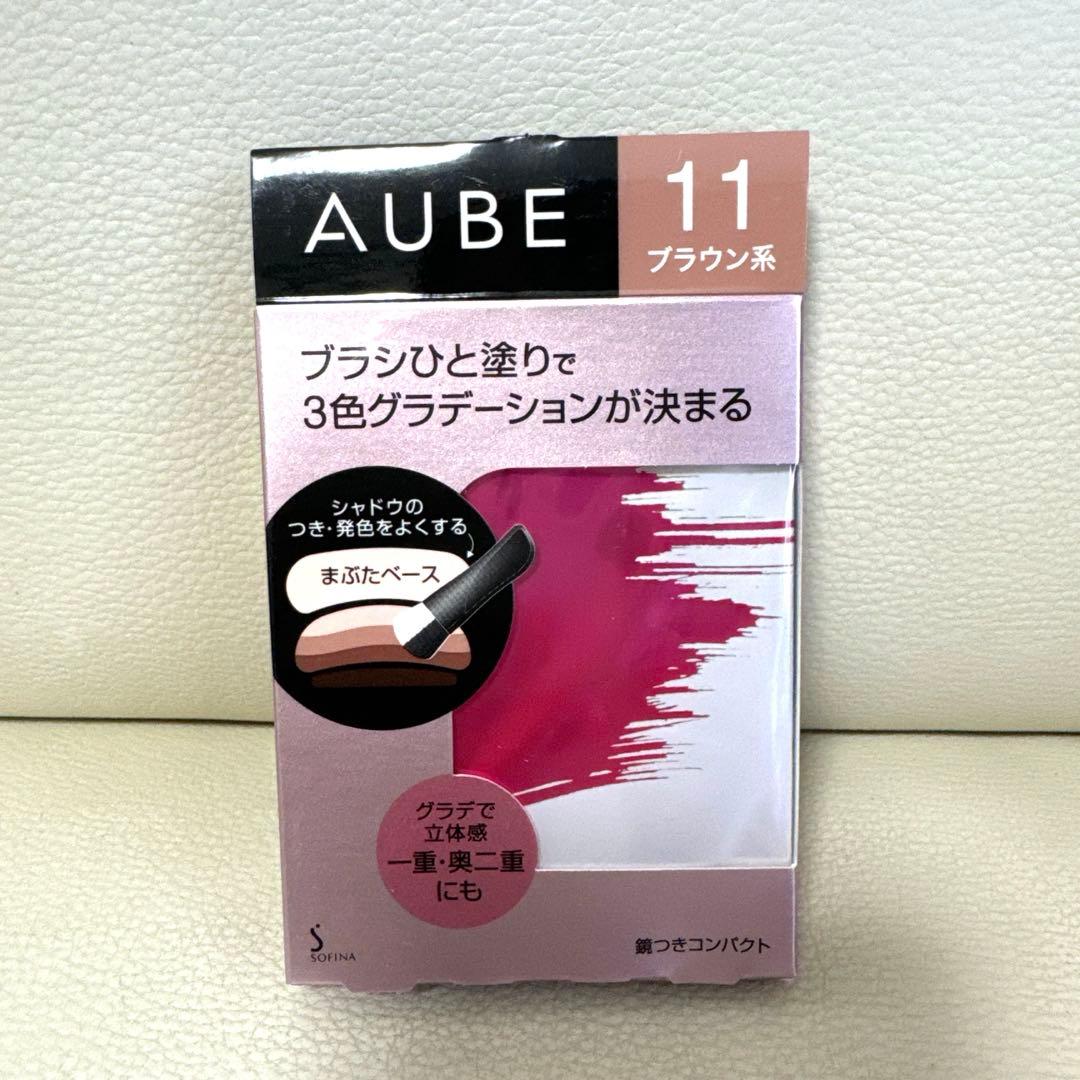 AUBE
11
ブラウン系
ブラシひと塗りで
3色グラデーションが決まる
シャドウの
つき・発色をよくする
まぶたベース
グラデで
立体感
一重・奥二重
にも
SOFINA
鏡つきコンパクト